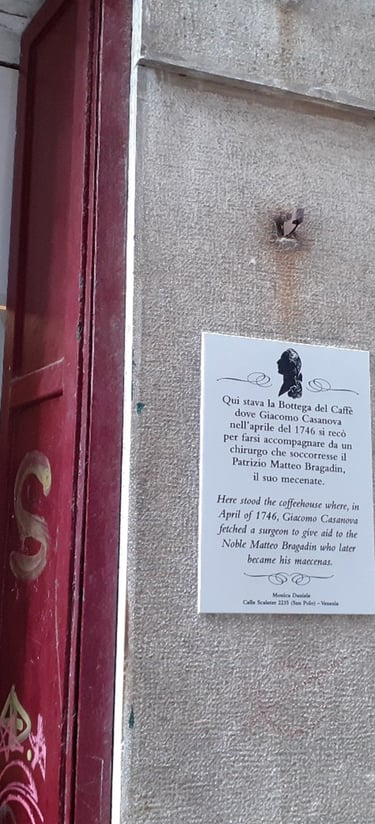 Qui stava la Bottega del Caffè
dove Giacomo Casanova
nell'aprile del 1746 si recò
per farsi accompagnare da un
chirurgo che soccorresse il
Patrizio Matteo Bragadin,
il suo mecenate.
Here stood the coffeehouse where, in
April of 1746, Giacomo Casanova
fetched a surgeon to give aid to the
Noble Matteo Bragadin who later
became his maecenas.
Monica Daniele
Calle Scaleter 2235 (San Polo) - Venezia
S